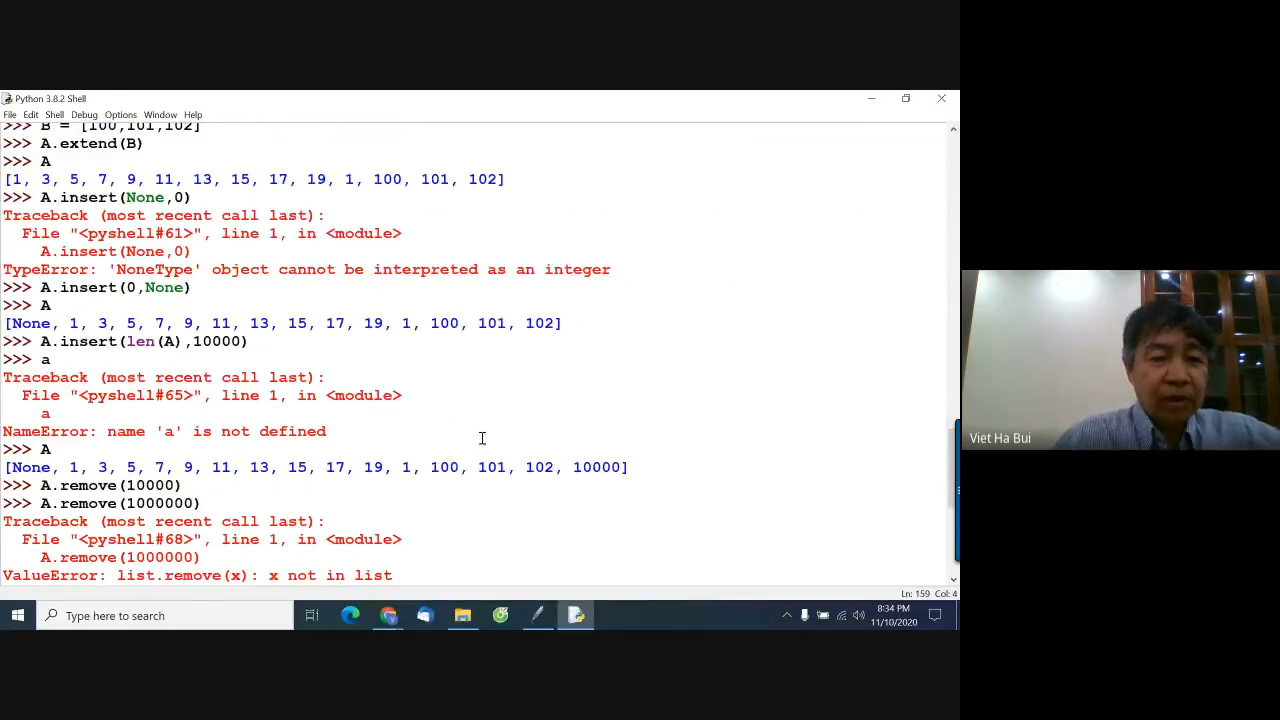 Python 3.8.2 Shell
File Edit Shell Debug Options Window Help
>>> B = [100,101,102]
>>> A.extend(B)
>>> A
[1, 3, 5, 7, 9, 11, 13, 15, 17, 19, 1, 100, 101, 102]
>>> A.insert(None,0)
Traceback (most recent call last):
  File "<pyshell#61>", line 1, in <module>
    A.insert(None,0)
TypeError: 'NoneType' object cannot be interpreted as an integer
>>> A.insert(0,None)
>>> A
[None, 1, 3, 5, 7, 9, 11, 13, 15, 17, 19, 1, 100, 101, 102]
>>> A.insert(len(A),10000)
>>> a
Traceback (most recent call last):
  File "<pyshell#65>", line 1, in <module>
    a
NameError: name 'a' is not defined
>>> A
[None, 1, 3, 5, 7, 9, 11, 13, 15, 17, 19, 1, 100, 101, 102, 10000]
>>> A.remove(10000)
>>> A.remove(1000000)
Traceback (most recent call last):
  File "<pyshell#68>", line 1, in <module>
    A.remove(1000000)
ValueError: list.remove(x): x not in list
Ln: 159 Col: 4
Type here to search
8:34 PM
11/10/2020
Viet Ha Bui